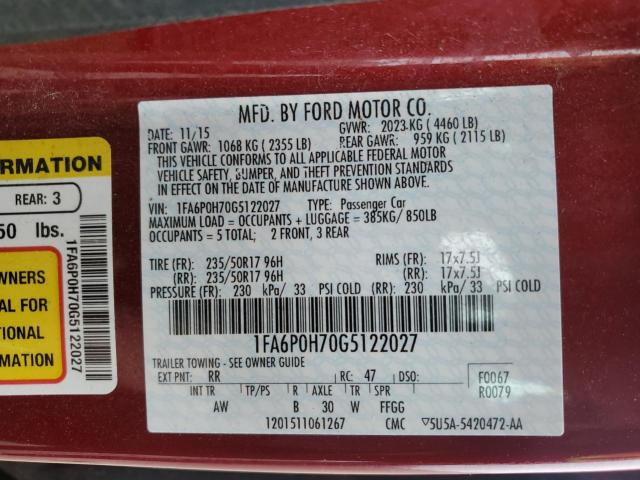 MFD. BY FORD MOTOR CO.
DATE: 11/15 GVWR: 2023 KG ( 4460 LB)
FRONT GAWR: 1068 KG ( 2355 LB) REAR GAWR: 959 KG ( 2115 LB)
THIS VEHICLE CONFORMS TO ALL APPLICABLE FEDERAL MOTOR
VEHICLE SAFETY, BUMPER, AND THEFT PREVENTION STANDARDS
IN EFFECT ON THE DATE OF MANUFACTURE SHOWN ABOVE.
VIN: 1FA6P0H70G5122027 TYPE: Passenger Car
MAXIMUM LOAD = OCCUPANTS + LUGGAGE = 385KG/ 850LB
OCCUPANTS = 5 TOTAL; 2 FRONT, 3 REAR
TIRE (FR): 235/50R17 96H RIMS (FR): 17x7.5J
(RR): 235/50R17 96H (RR): 17x7.5J
PRESSURE (FR): 230 kPa/ 33 PSI COLD (RR): 230 kPa/ 33 PSI COLD
1FA6P0H70G5122027
TRAILER TOWING - SEE OWNER GUIDE
EXT PNT: RR RC: 47 DSO: F0067
R0079
INT TR TP/PS R AXLE TR SPR
AW B 30 W FFGG
1201511061267 CMC ▽5U5A-5420472-AA
ORMATION
REAR: 3
50 lbs.
WNERS
AL FOR
TIONAL
MATION
1FA6P0H70G5122027